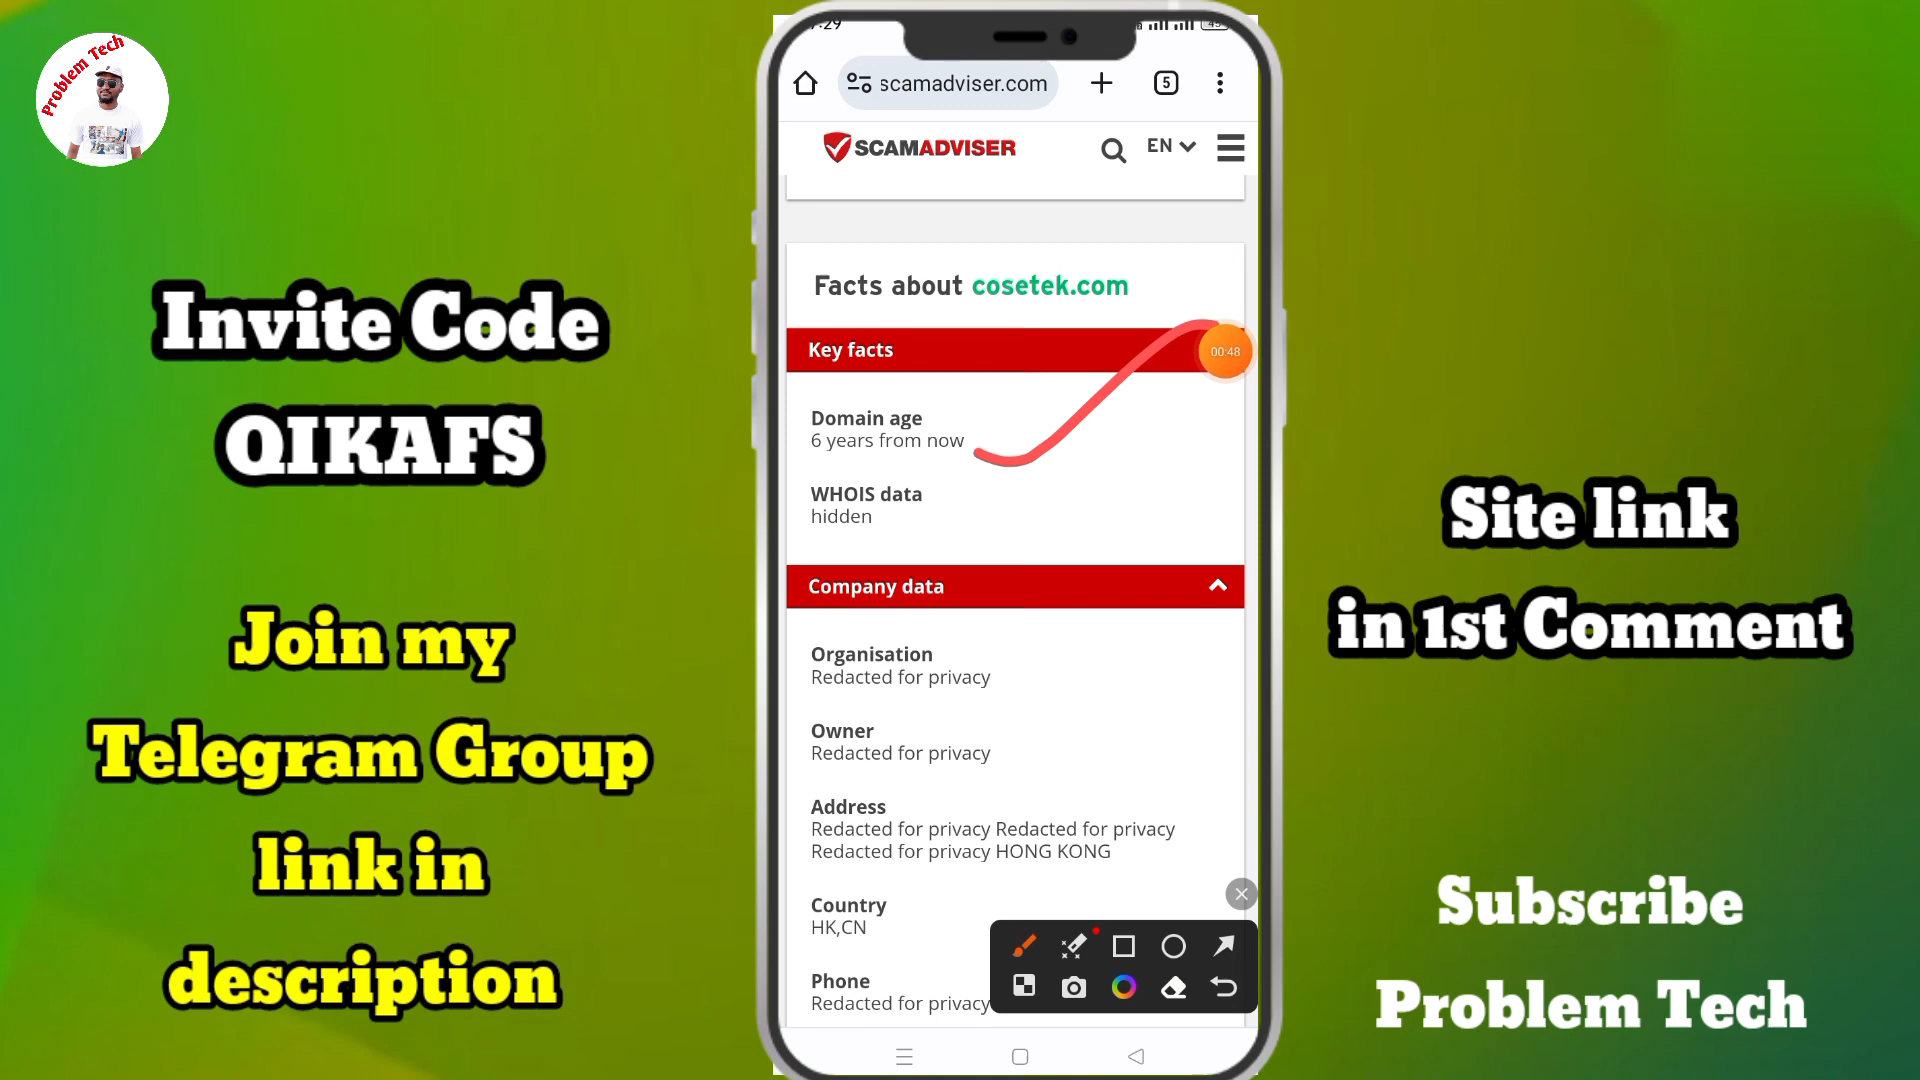 Problem Tech
Invite Code
QIKAFS
Join my
Telegram Group
link in
description
7:29
scamadviser.com
5
SCAMADVISER
EN
Facts about cosetek.com
Key facts
00:48
Domain age
6 years from now
WHOIS data
hidden
Company data
Organisation
Redacted for privacy
Owner
Redacted for privacy
Address
Redacted for privacy Redacted for privacy
Redacted for privacy HONG KONG
Country
HK,CN
Phone
Redacted for privacy
Site link
in 1st Comment
Subscribe
Problem Tech